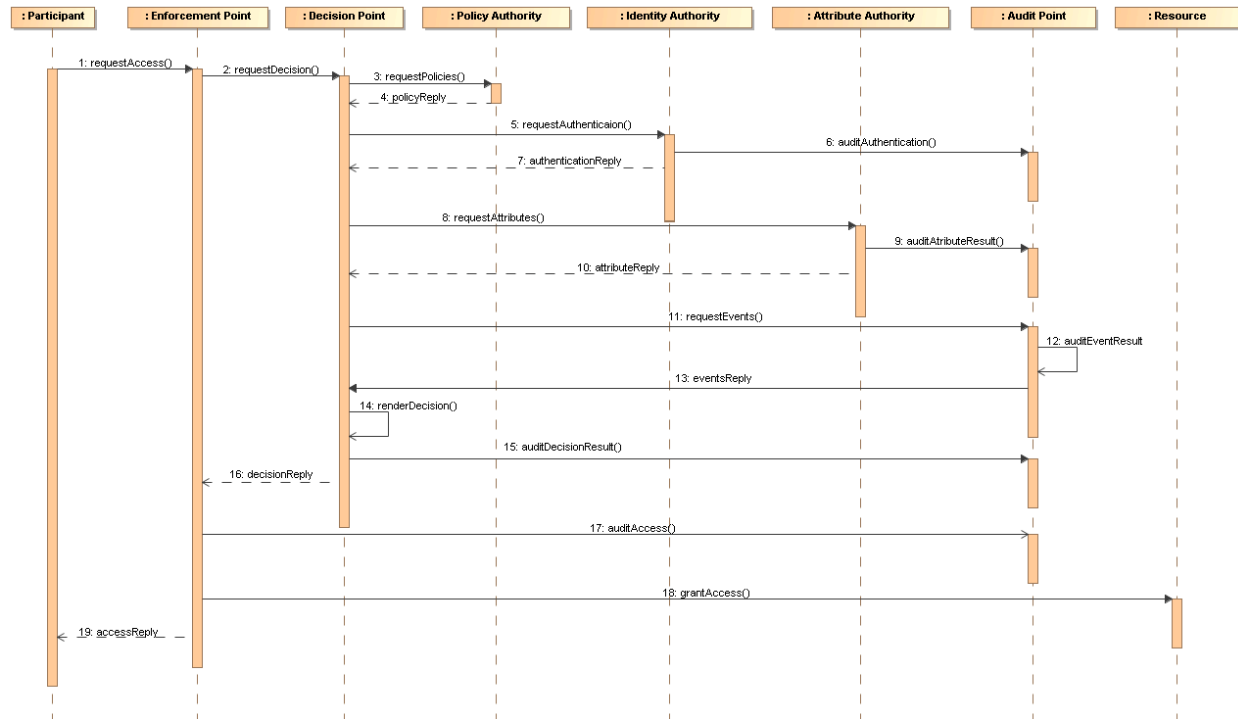 : Participant
: Enforcement Point
: Decision Point
: Policy Authority
: Identity Authority
: Attribute Authority
: Audit Point
: Resource
1: requestAccess()
2: requestDecision()
3: requestPolicies()
4: policyReply
5: requestAuthenticaion()
6: auditAuthentication()
7: authenticationReply
8: requestAttributes()
9: auditAtributeResult()
10: attributeReply
11: requestEvents()
12: auditEventResult
13: eventsReply
14: renderDecision()
15: auditDecisionResult()
16: decisionReply
17: auditAccess()
18: grantAccess()
19: accessReply